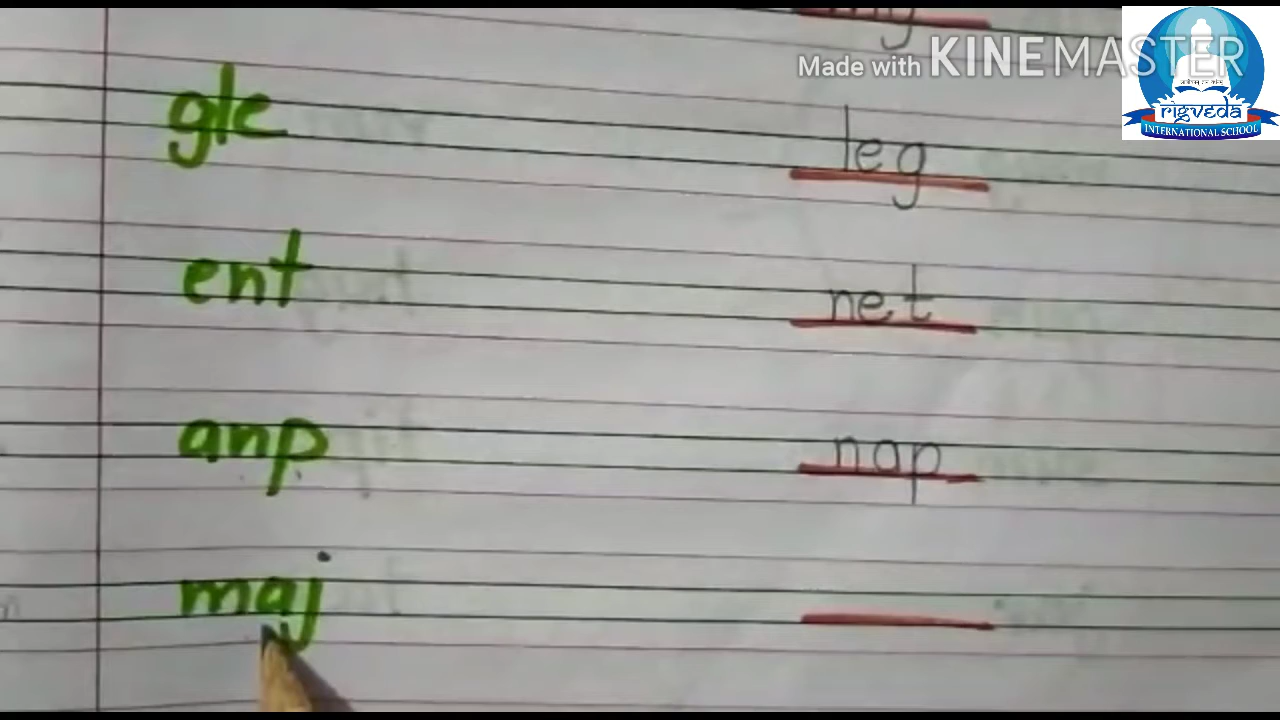 Made with KINEMASTER
rigveda
INTERNATIONAL SCHOOL
gle leg
ent net
anp nap
maj